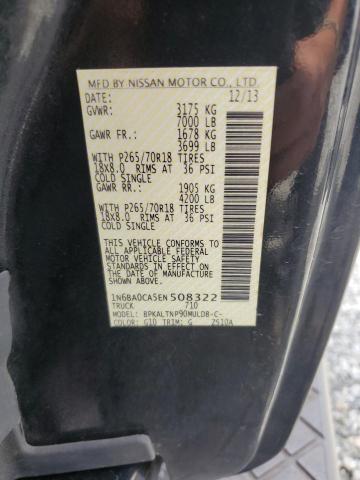 MFD BY NISSAN MOTOR CO., LTD.
DATE: 12/13
GVWR: 3175 KG
7000 LB
GAWR FR.: 1678 KG
3699 LB
WITH P265/70R18 TIRES
18X8.0 RIMS AT 36 PSI
COLD SINGLE
GAWR RR.: 1905 KG
4200 LB
WITH P265/70R18 TIRES
18X8.0 RIMS AT 36 PSI
COLD SINGLE
THIS VEHICLE CONFORMS TO
ALL APPLICABLE FEDERAL
MOTOR VEHICLE SAFETY
STANDARDS IN EFFECT ON
THE DATE OF MANUFACTURE
SHOWN ABOVE.
1N6BA0CA5EN508322
TRUCK 710
MODEL: BPKALTNP90MULDB-C-
COLOR: G10 TRIM: G ZS10A